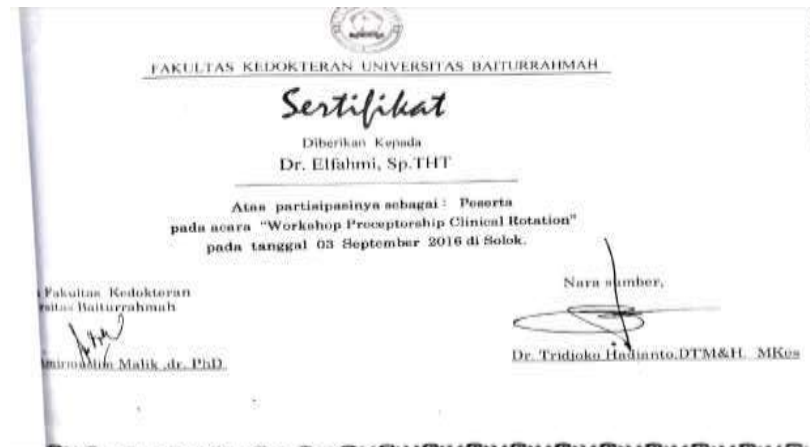 FAKULTAS KEDOKTERAN UNIVERSITAS BAITURRAHMAH
Sertifikat
Diberikan Kepada
Dr. Elfahmi, Sp.THT
Atas partisipasinya sebagai : Peserta
pada acara "Workshop Preceptorship Clinical Rotation"
pada tanggal 03 September 2016 di Solok.
Fakultas Kedokteran
Baiturrahmah
Malik ,dr. PhD.
Nara sumber,
Dr. Tridjoko Hadianto,DTM&H. MKes